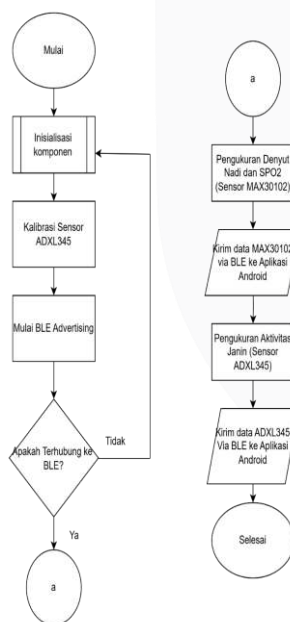 Mulai
Inisialisasi
komponen
Kalibrasi Sensor
ADXL345
Mulai BLE Advertising
Apakah Terhubung ke
BLE?
Tidak
Ya
a
a
Pengukuran Denyut
Nadi dan SPO2
(Sensor MAX30102)
Kirim data MAX30102
via BLE ke Aplikasi
Android
Pengukuran Aktivitas
Janin (Sensor
ADXL345)
Kirim data ADXL345
Via BLE ke Aplikasi
Android
Selesai